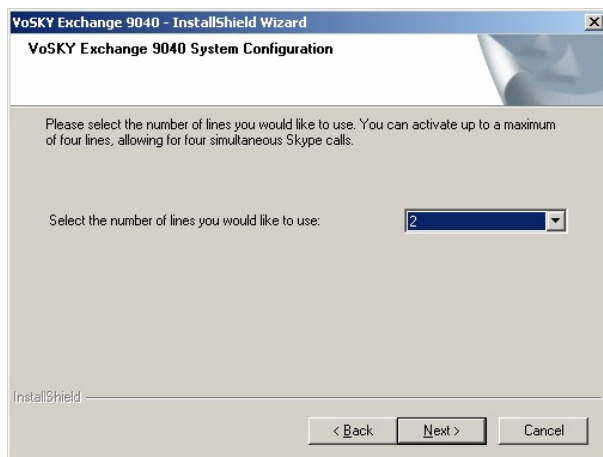 VoSKY Exchange 9040 - InstallShield Wizard
VoSKY Exchange 9040 System Configuration
Please select the number of lines you would like to use. You can activate up to a maximum
of four lines, allowing for four simultaneous Skype calls.
Select the number of lines you would like to use:
2
InstallShield
< Back
Next >
Cancel